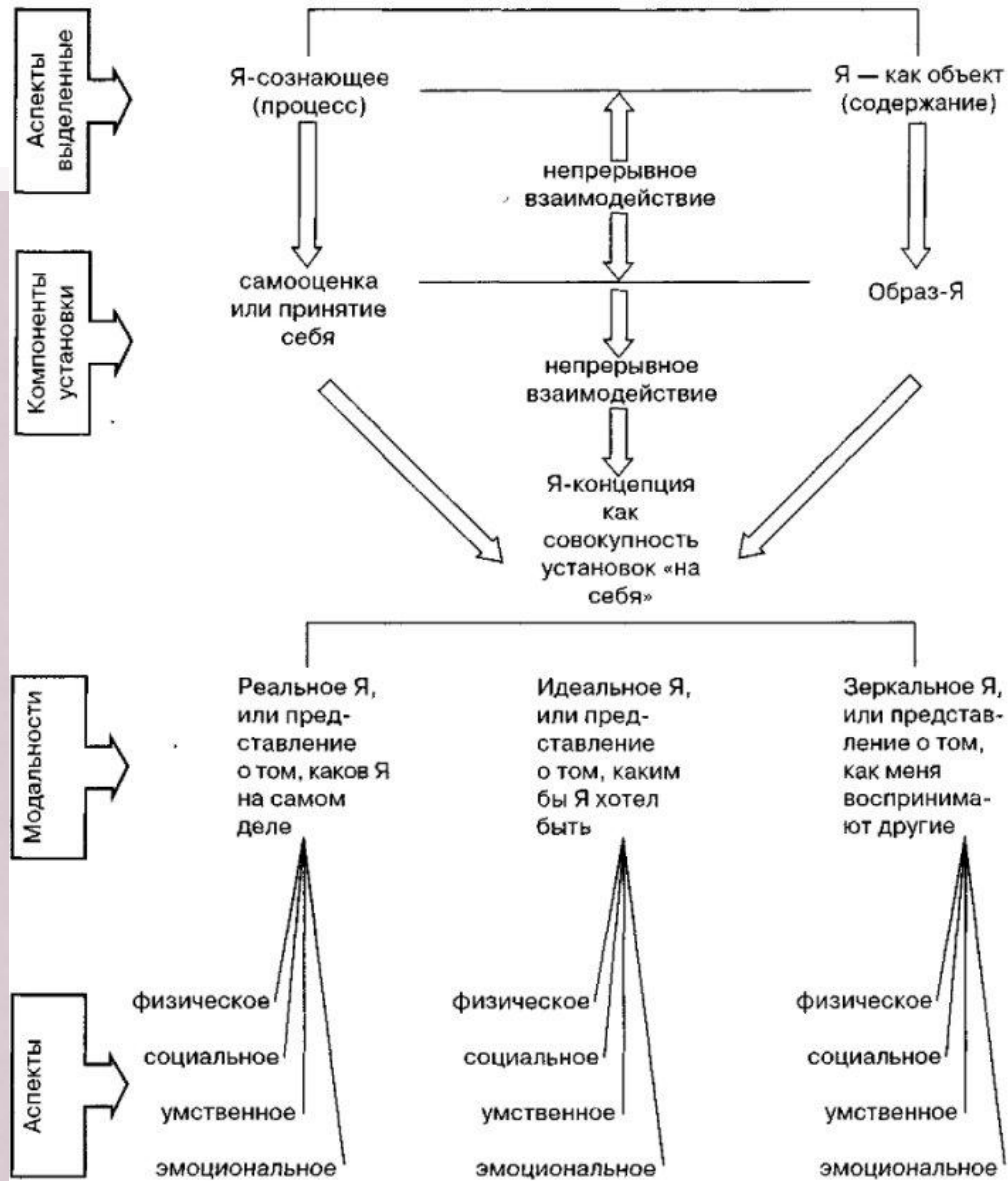 Аспекты
выделенные
Я-сознающее
(процесс)
Я — как объект
(содержание)
непрерывное
взаимодействие
Компоненты
установки
самооценка
или принятие
себя
Образ-Я
непрерывное
взаимодействие
Я-концепция
как
совокупность
установок «на
себя»
Модальности
Реальное Я,
или пред-
ставление
о том, каков Я
на самом
деле
Идеальное Я,
или пред-
ставление
о том, каким
бы Я хотел
быть
Зеркальное Я,
или представ-
ление о том,
как меня
воспринима-
ют другие
Аспекты
физическое
социальное
умственное
эмоциональное
физическое
социальное
умственное
эмоциональное
физическое
социальное
умственное
эмоциональное